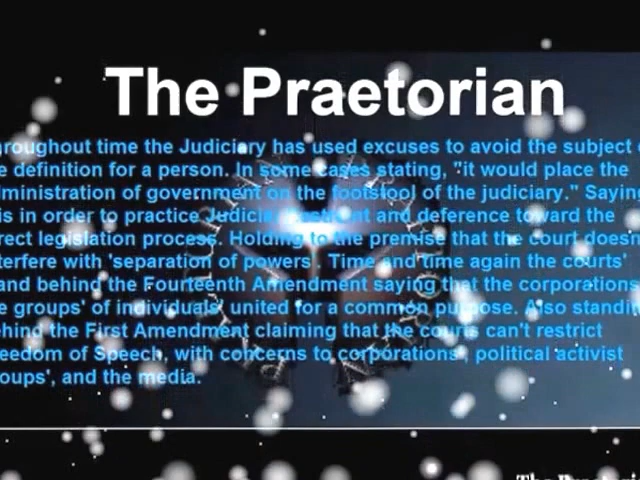 The Praetorian
roughout time the Judiciary has used excuses to avoid the subject
e definition for a person. In some cases stating, "it would place the
ministration of government on the footstool of the judiciary." Sayin
is in order to practice Judicial and deference toward the
rect legislation process. Holding to the premise that the court doesn
terfere with 'separation of powers'. Time and time again the courts'
and behind the Fourteenth Amendment saying that the corporations
e groups' of individuals united for a common purpose. Also standi
ehind the First Amendment claiming that the courts can't restrict
eedom of Speech, with concerns to corporations', political activist
oups', and the media.
The Praetori